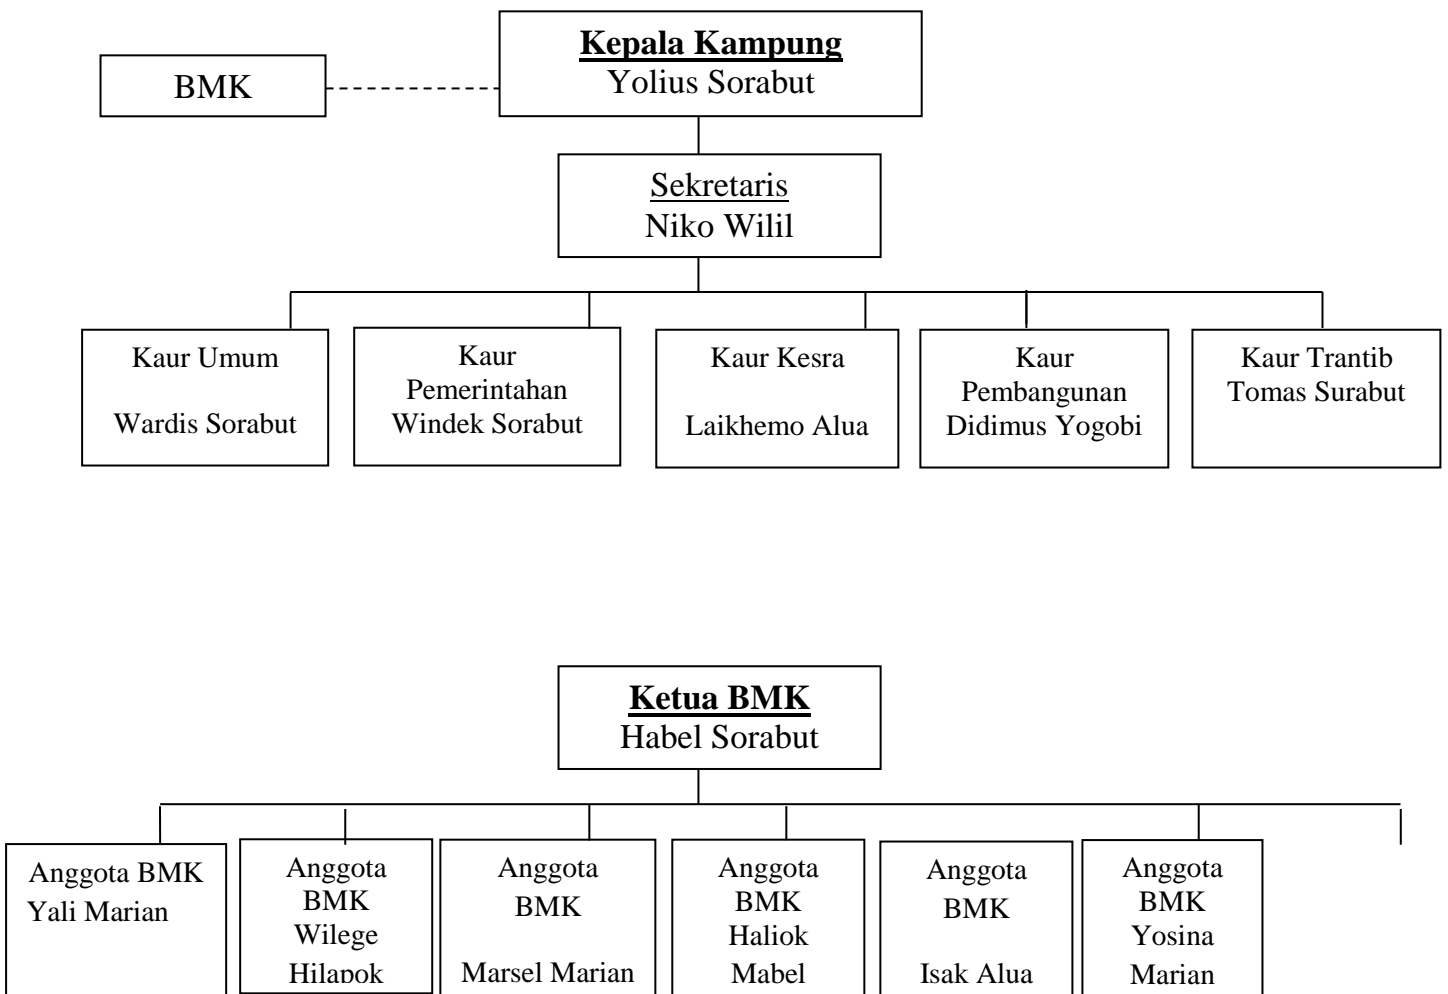 Kepala Kampung
Yolius Sorabut
BMK
Sekretaris
Niko Wilil
Kaur Umum
Wardis Sorabut
Kaur
Pemerintahan
Windek Sorabut
Kaur Kesra
Laikhemo Alua
Kaur
Pembangunan
Didimus Yogobi
Kaur Trantib
Tomas Surabut
Ketua BMK
Habel Sorabut
Anggota BMK
Yali Marian
Anggota
BMK
Wilege
Hilapok
Anggota
BMK
Marsel Marian
Anggota
BMK
Haliok
Mabel
Anggota
BMK
Isak Alua
Anggota
BMK
Yosina
Marian